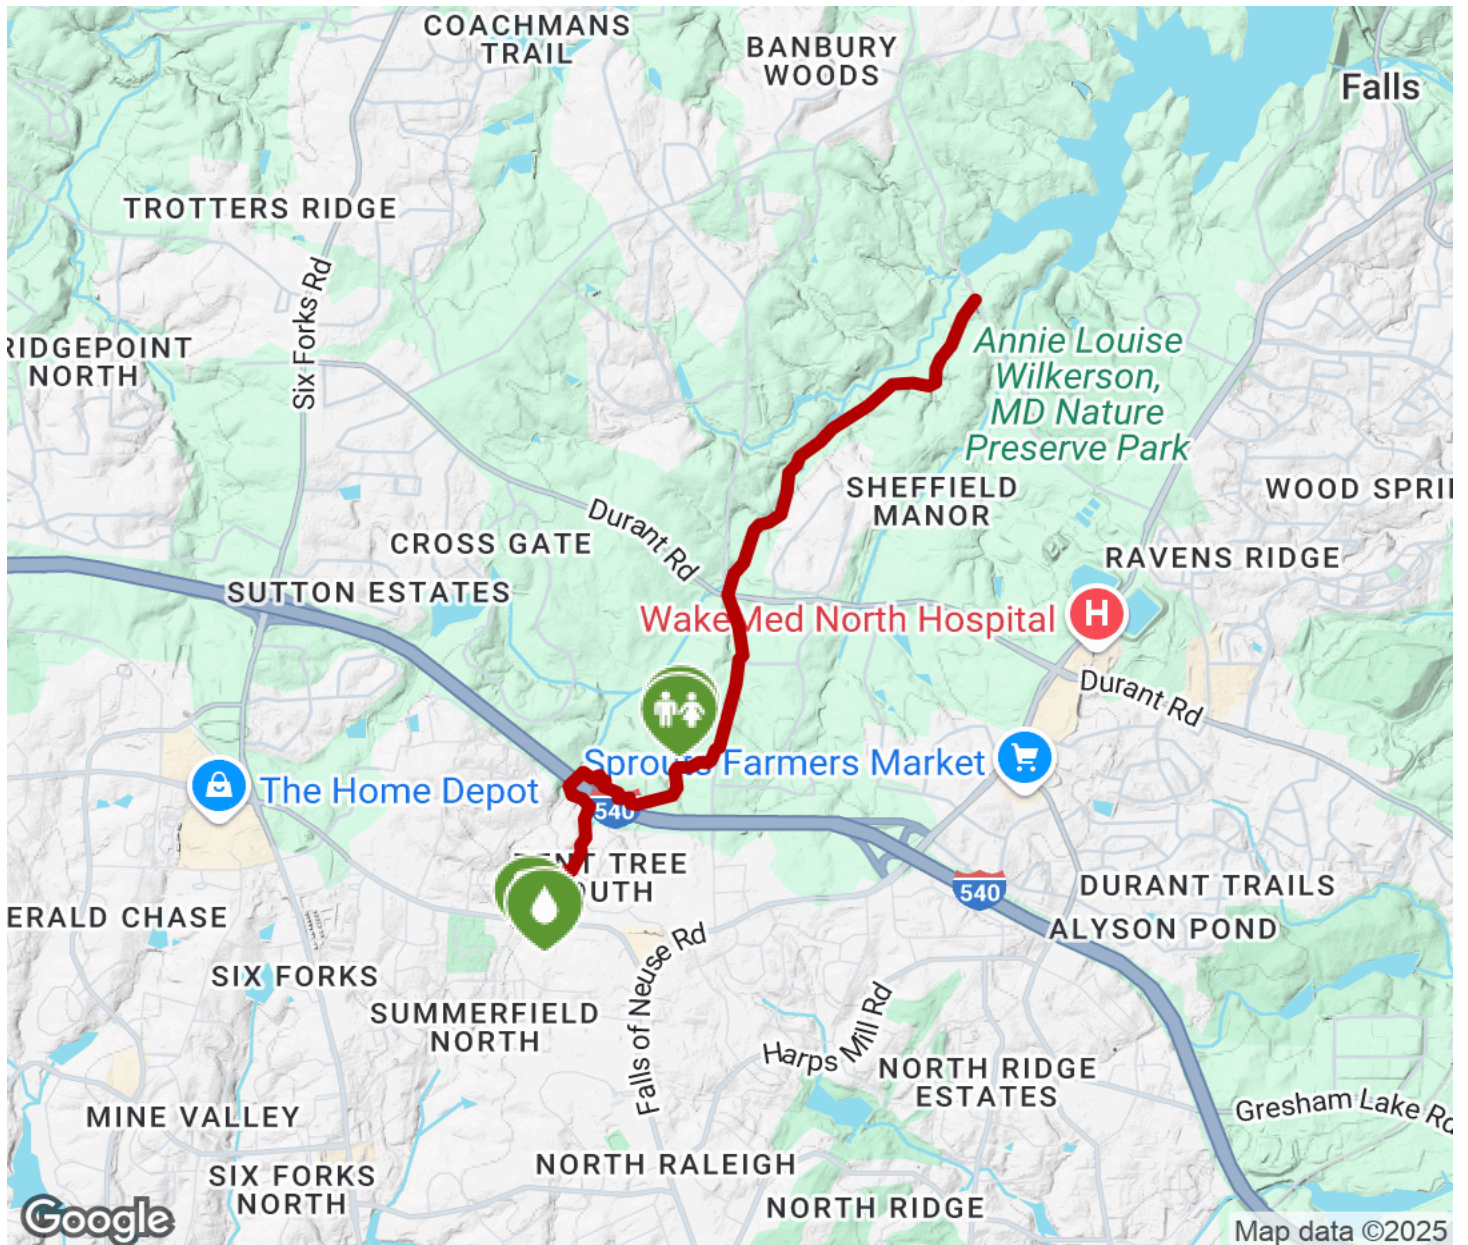 COACHMANS
TRAIL
BANBURY
WOODS
Falls
TROTTERS RIDGE
Six Forks Rd
RIDGEPOINT
NORTH
Annie Louise
Wilkerson,
MD Nature
Preserve Park
SHEFFIELD
MANOR
WOOD SPRI
Durant Rd
CROSS GATE
RAVENS RIDGE
SUTTON ESTATES
WakeMed North Hospital
H
Durant Rd
Sprouts Farmers Market
The Home Depot
540
BENT TREE
SOUTH
540
DURANT TRAILS
ERALD CHASE
ALYSON POND
Falls of Neuse Rd
SIX FORKS
SUMMERFIELD
NORTH
Harps Mill Rd
NORTH RIDGE
ESTATES
MINE VALLEY
Gresham Lake Rd
SIX FORKS
NORTH
NORTH RALEIGH
NORTH RIDGE
Google
Map data ©2025